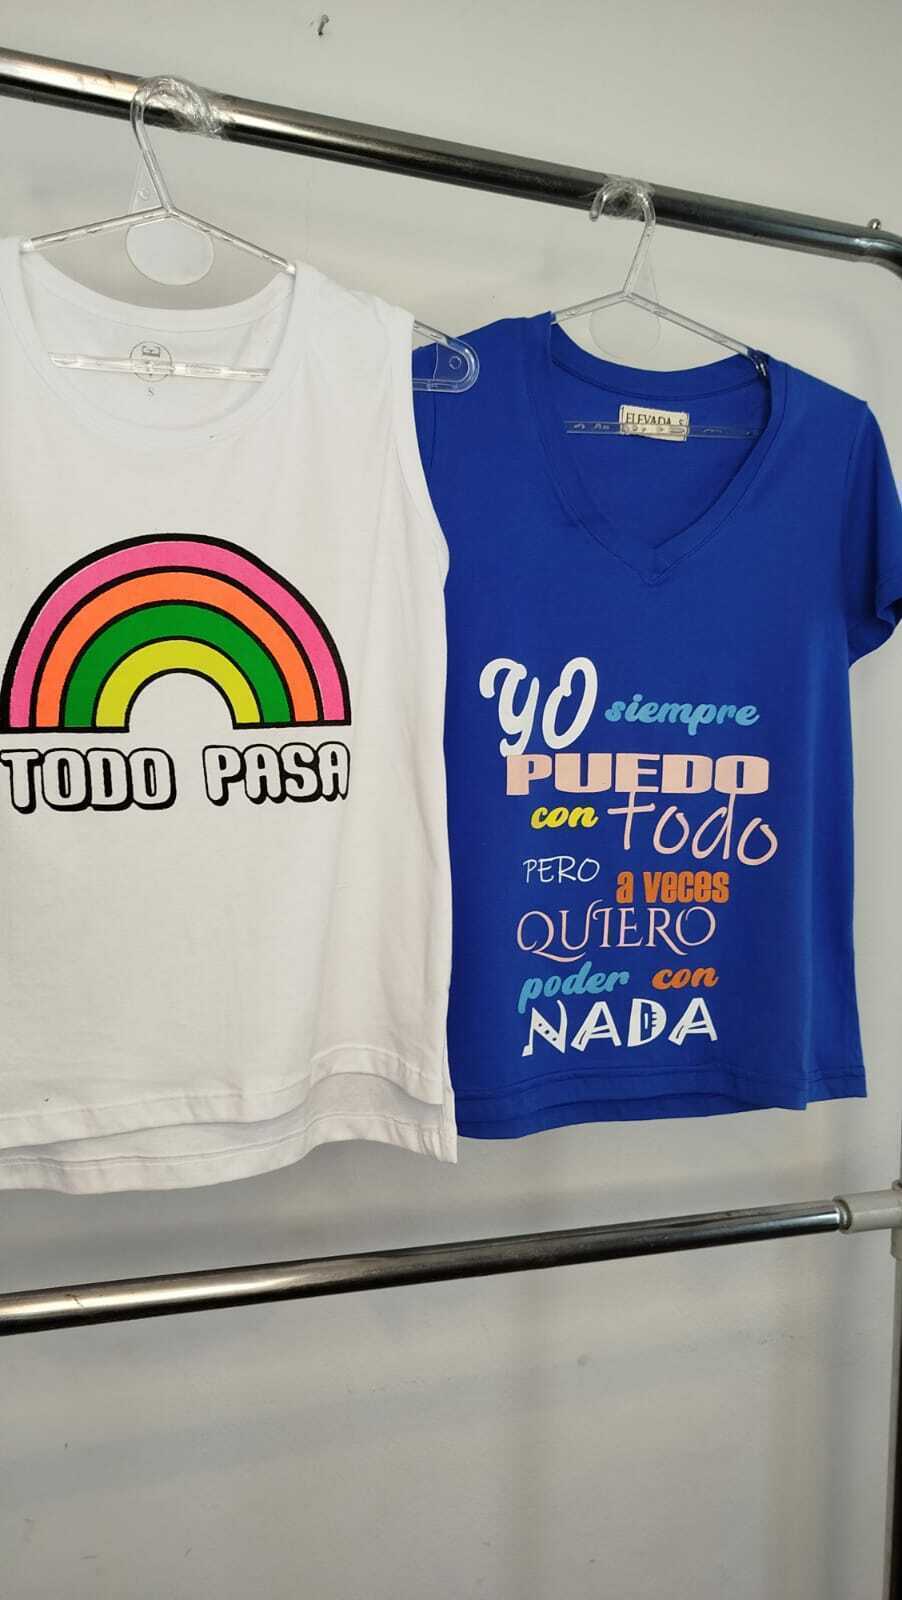 TODO PASA
S
ELEVADA S
YO siempre
PUEDO
con Todo
PERO a veces
QUIERO
poder con
NADA